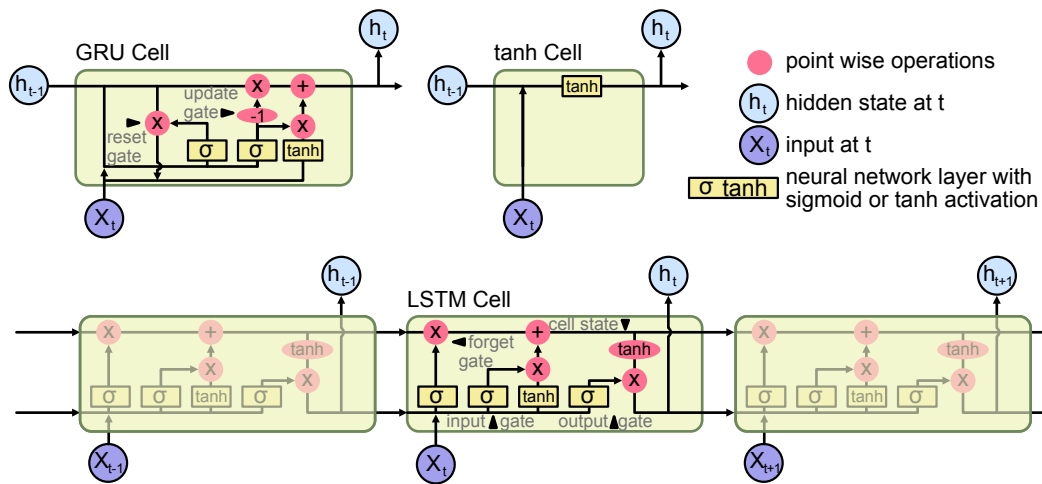 h_t
h_t
GRU Cell
tanh Cell
point wise operations
h_{t-1}
x
+
h_{t-1}
tanh
h_t hidden state at t
update
gate
-1
x
x
reset
gate
σ
σ
tanh
X_t input at t
X_t
X_t
σ tanh
neural network layer with
sigmoid or tanh activation
h_{t-1}
h_t
h_{t+1}
LSTM Cell
x
+
x
+
cell state
x
+
tanh
forget
gate
tanh
tanh
x
x
x
x
x
x
σ
σ
tanh
σ
σ
σ
tanh
σ
σ
σ
tanh
σ
input gate
output gate
X_{t-1}
X_t
X_{t+1}